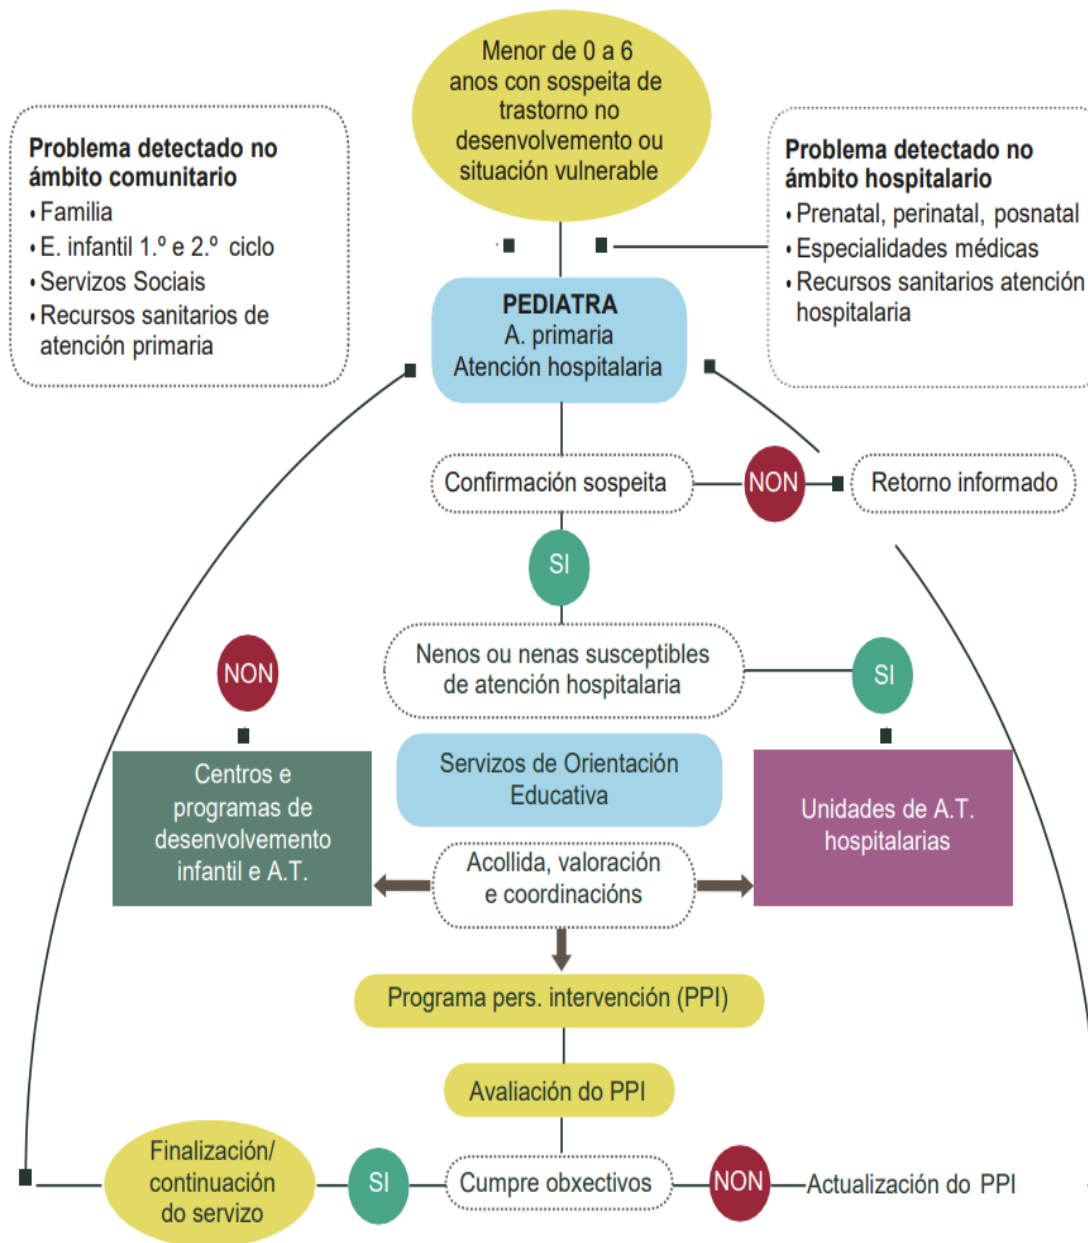 Menor de 0 a 6
anos con sospeita de
trastorno no
desenvolvemento ou
situación vulnerable
Problema detectado no
ámbito comunitario
• Familia
• E. infantil 1.º e 2.º ciclo
• Servizos Sociais
• Recursos sanitarios de
atención primaria
Problema detectado no
ámbito hospitalario
• Prenatal, perinatal, posnatal
• Especialidades médicas
• Recursos sanitarios atención
hospitalaria
PEDIATRA
A. primaria
Atención hospitalaria
Confirmación sospeita
NON
Retorno informado
SI
Nenos ou nenas susceptibles
de atención hospitalaria
NON
SI
Centros e
programas de
desenvolvemento
infantil e A.T.
Servizos de Orientación
Educativa
Unidades de A.T.
hospitalarias
Acollida, valoración
e coordinacións
Programa pers. intervención (PPI)
Avaliación do PPI
Finalización/
continuación
do servizo
SI
Cumpre obxectivos
NON
Actualización do PPI